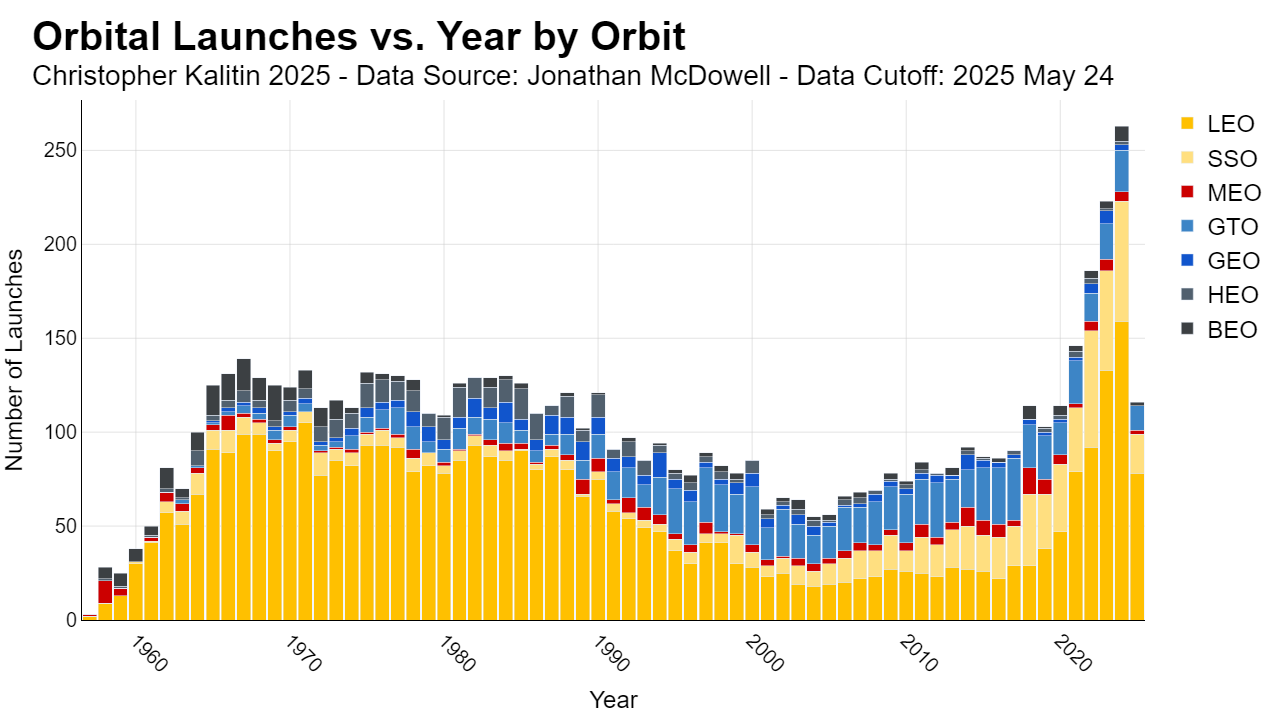 Orbital Launches vs. Year by Orbit
Christopher Kalitin 2025 - Data Source: Jonathan McDowell - Data Cutoff: 2025 May 24
Number of Launches
250
200
150
100
50
0
1960
1970
1980
1990
2000
2010
2020
Year
LEO
SSO
MEO
GTO
GEO
HEO
BEO